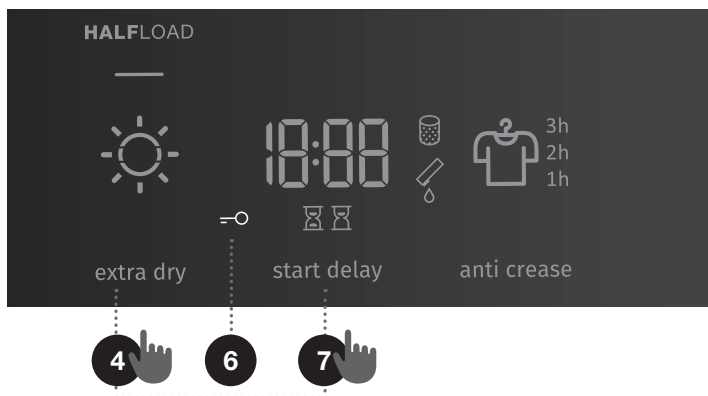 HALFLOAD
18:88
3h
2h
1h
extra dry
start delay
anti crease
4
6
7